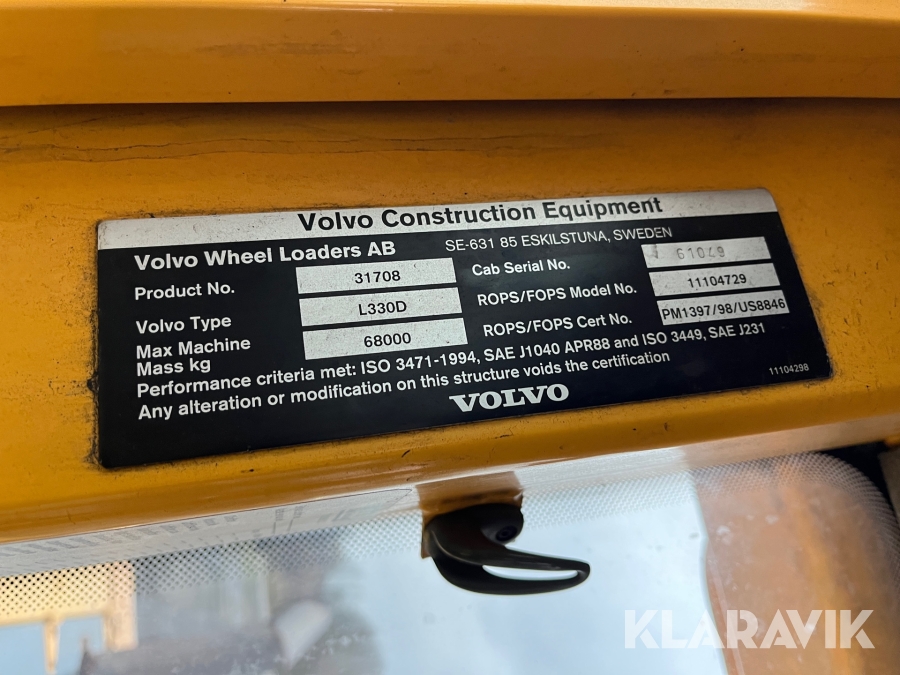 Volvo Construction Equipment
Volvo Wheel Loaders AB SE-631 85 ESKILSTUNA, SWEDEN
Product No. 31708 Cab Serial No. 61049
Volvo Type L330D ROPS/FOPS Model No. 11104729
Max Machine Mass kg 68000 ROPS/FOPS Cert No. PM1397/98/US8846
Performance criteria met: ISO 3471-1994, SAE J1040 APR88 and ISO 3449, SAE J231
Any alteration or modification on this structure voids the certification
VOLVO 11104298
KLARAVIK